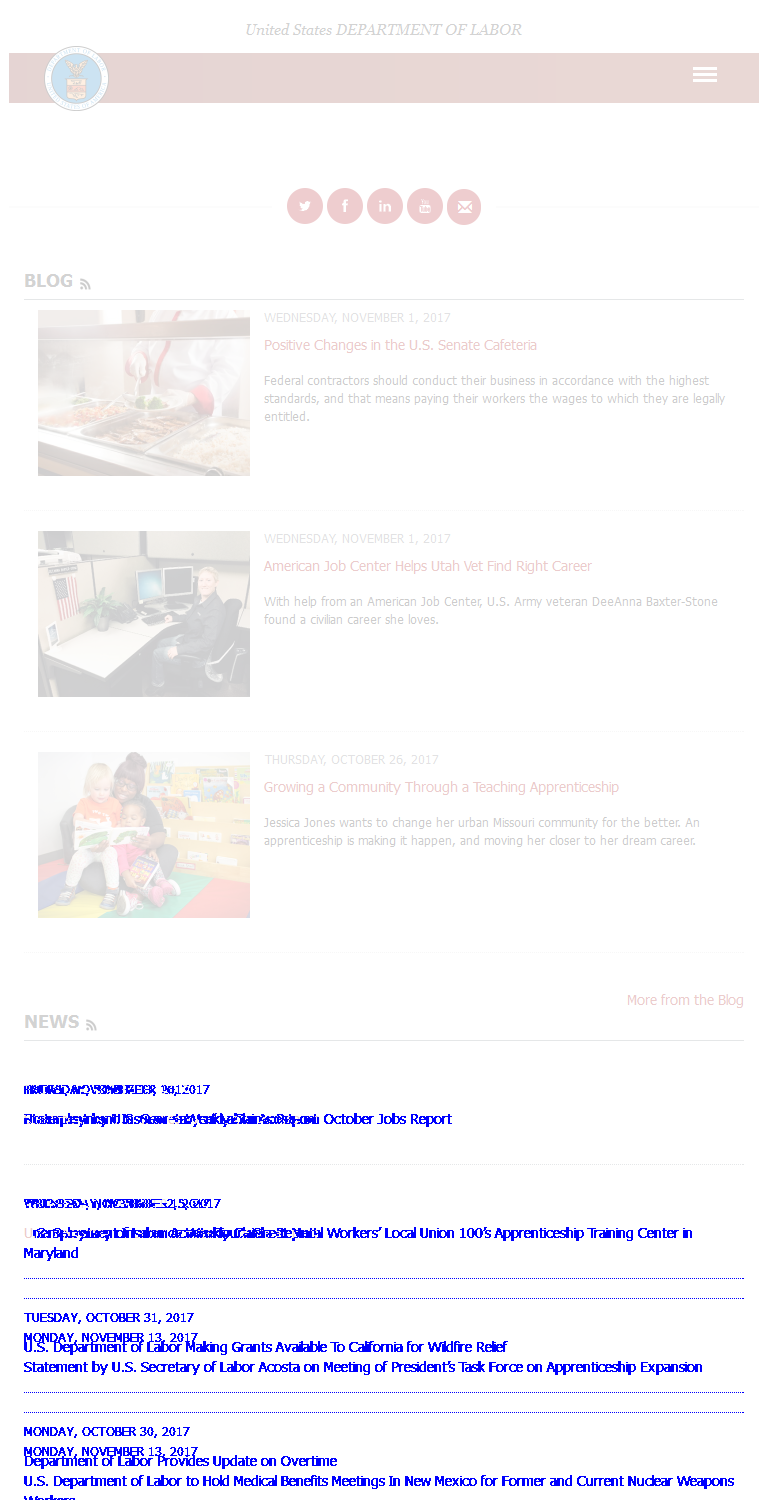 United States DEPARTMENT OF LABOR
BLOG
WEDNESDAY, NOVEMBER 1, 2017
Positive Changes in the U.S. Senate Cafeteria
Federal contractors should conduct their business in accordance with the highest
standards, and that means paying their workers the wages to which they are legally
entitled.
WEDNESDAY, NOVEMBER 1, 2017
American Job Center Helps Utah Vet Find Right Career
With help from an American Job Center, U.S. Army veteran DeeAnna Baxter-Stone
found a civilian career she loves.
THURSDAY, OCTOBER 26, 2017
Growing a Community Through a Teaching Apprenticeship
Jessica Jones wants to change her urban Missouri community for the better. An
apprenticeship is making it happen, and moving her closer to her dream career.
More from the Blog
NEWS
2017
October Jobs Report
2017
Workers’ Local Union 100’s Apprenticeship Training Center in
Maryland
TUESDAY, OCTOBER 31, 2017
MONDAY, NOVEMBER 13, 2017
U.S. Department of Labor Making Grants Available To California for Wildfire Relief
Statement by U.S. Secretary of Labor Acosta on Meeting of President’s Task Force on Apprenticeship Expansion
MONDAY, OCTOBER 30, 2017
MONDAY, NOVEMBER 13, 2017
Department of Labor Provides Update on Overtime
U.S. Department of Labor to Hold Medical Benefits Meetings In New Mexico for Former and Current Nuclear Weapons
Workers